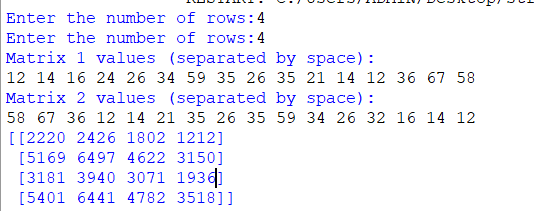 RESTART: C:/Users/ADMIN/Desktop/str
Enter the number of rows:4
Enter the number of rows:4
Matrix 1 values (separated by space):
12 14 16 24 26 34 59 35 26 35 21 14 12 36 67 58
Matrix 2 values (separated by space):
58 67 36 12 14 21 35 26 35 59 34 26 32 16 14 12
[[2220 2426 1802 1212]
 [5169 6497 4622 3150]
 [3181 3940 3071 1936]
 [5401 6441 4782 3518]]